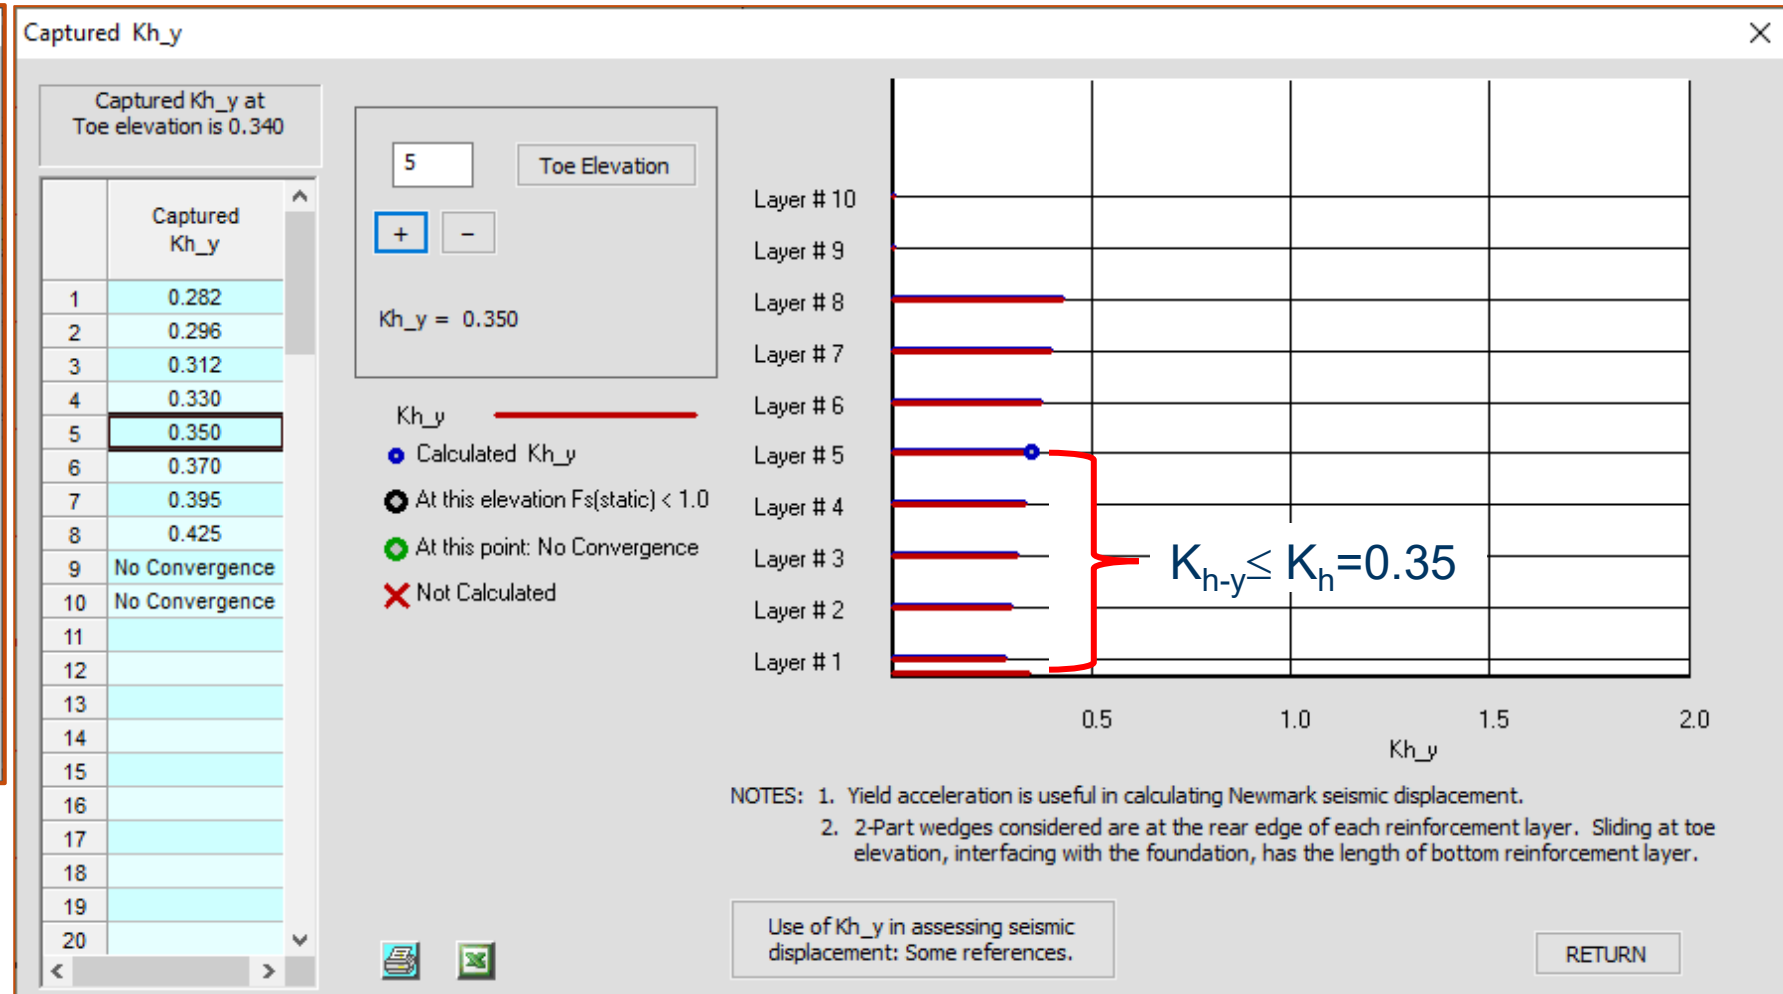 Captured Kh_y
Captured Kh_y at
Toe elevation is 0.340
Captured
Kh_y
1 0.282
2 0.296
3 0.312
4 0.330
5 0.350
6 0.370
7 0.395
8 0.425
9 No Convergence
10 No Convergence
11
12
13
14
15
16
17
18
19
20
5 Toe Elevation
+ −
Kh_y = 0.350
Kh_y
Calculated Kh_y
At this elevation Fs(static) < 1.0
At this point: No Convergence
Not Calculated
Layer # 10
Layer # 9
Layer # 8
Layer # 7
Layer # 6
Layer # 5
Layer # 4
Layer # 3
Layer # 2
Layer # 1
Kh-y≤ Kh=0.35
0.5 1.0 1.5 2.0
Kh_y
NOTES: 1. Yield acceleration is useful in calculating Newmark seismic displacement.
2. 2-Part wedges considered are at the rear edge of each reinforcement layer. Sliding at toe
elevation, interfacing with the foundation, has the length of bottom reinforcement layer.
Use of Kh_y in assessing seismic
displacement: Some references.
RETURN